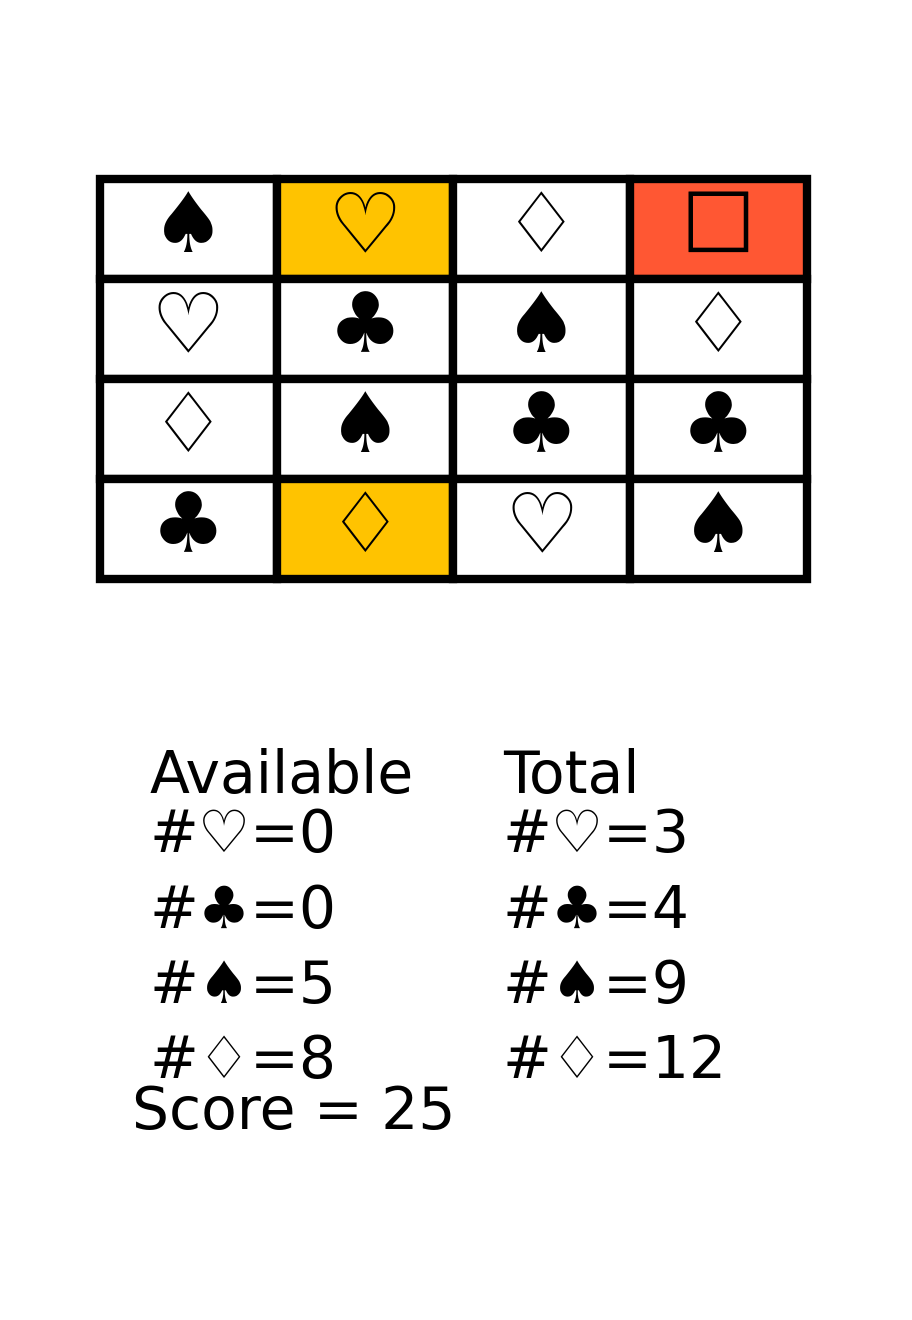 ♠ ♡ ♢ □
♡ ♣ ♠ ♢
♢ ♠ ♣ ♣
♣ ♢ ♡ ♠
Available Total
#♡=0 #♡=3
#♣=0 #♣=4
#♠=5 #♠=9
#♢=8 #♢=12
Score = 25